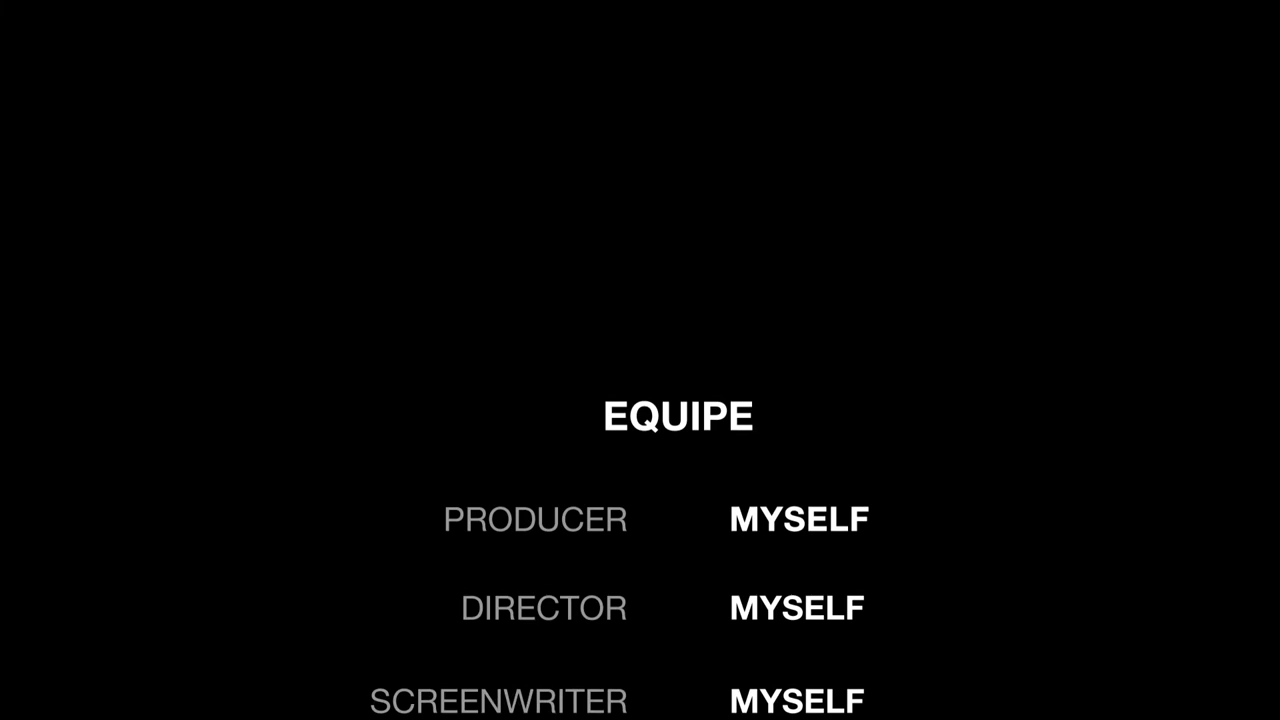 EQUIPE
PRODUCER MYSELF
DIRECTOR MYSELF
SCREENWRITER MYSELF